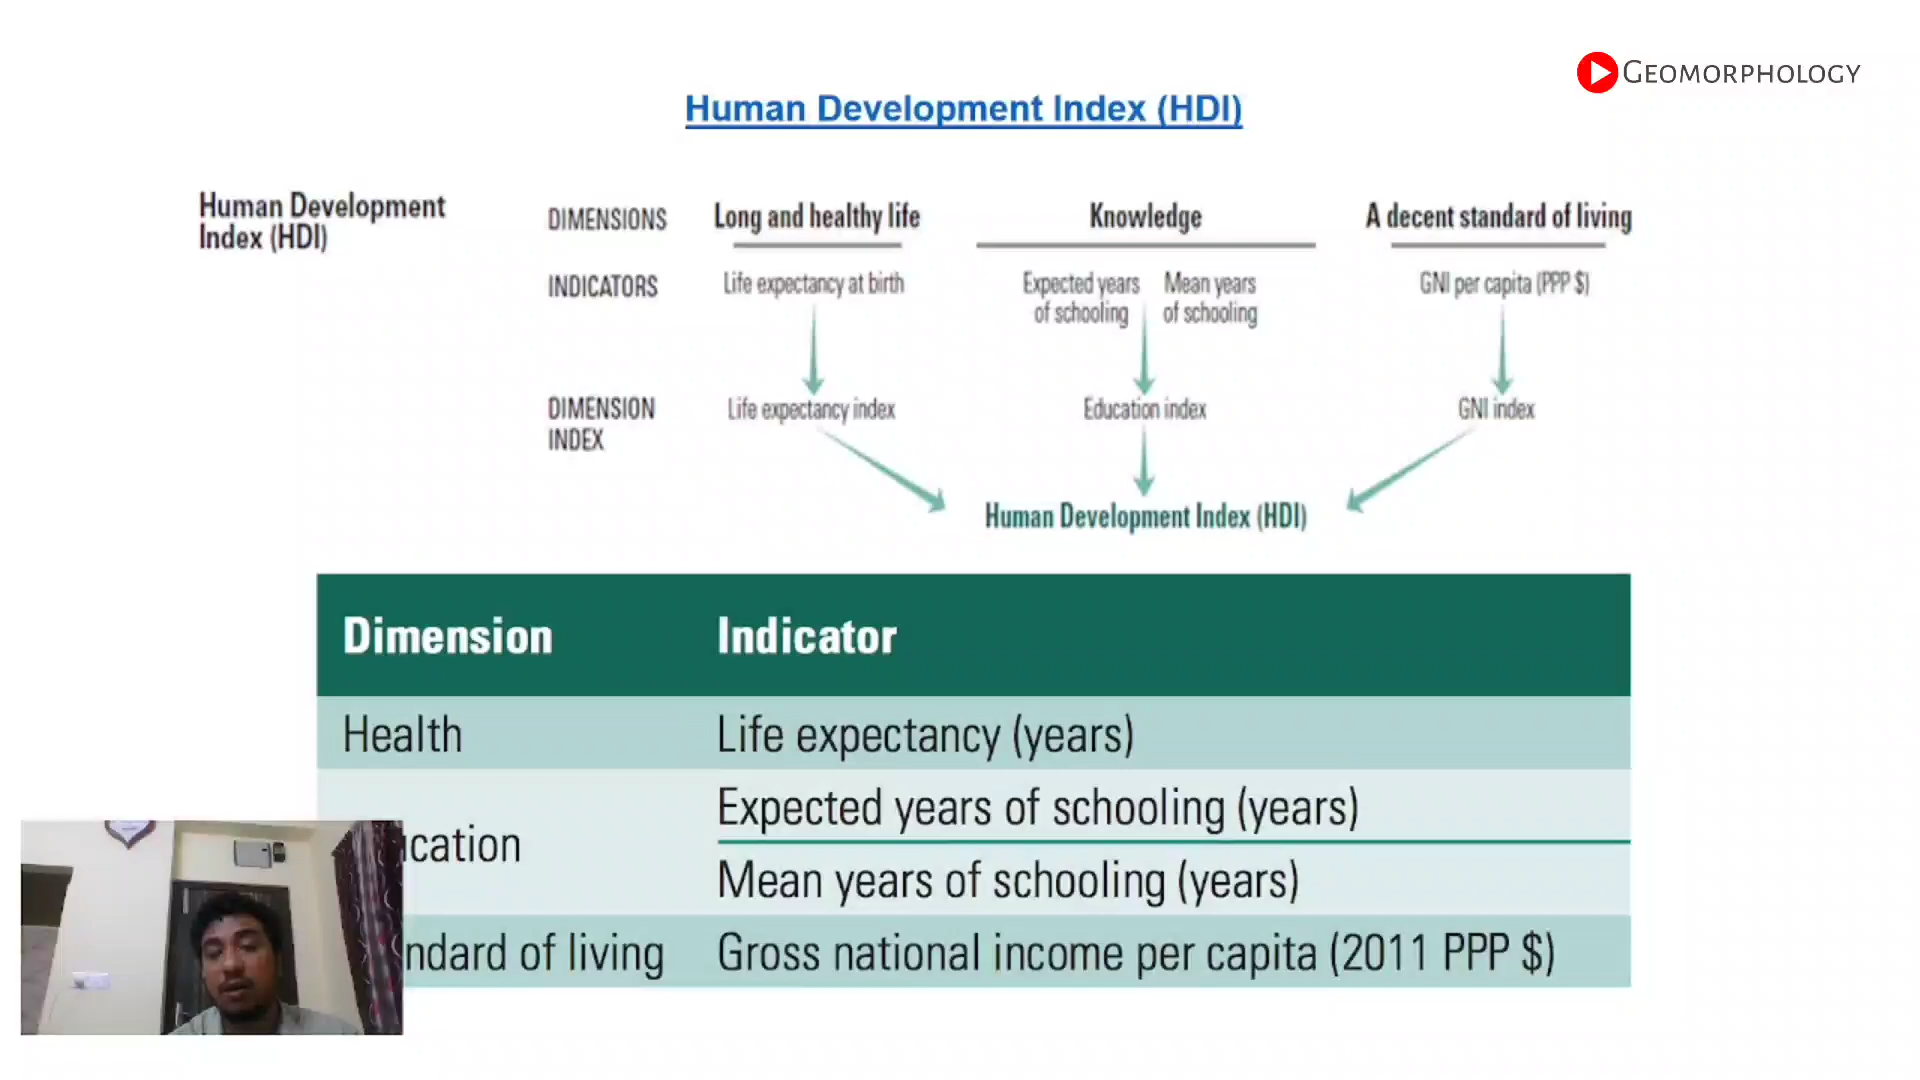 GEOMORPHOLOGY
Human Development Index (HDI)
Human Development
Index (HDI)
DIMENSIONS Long and healthy life Knowledge A decent standard of living
INDICATORS Life expectancy at birth Expected years Mean years GNI per capita (PPP $)
of schooling of schooling
DIMENSION Life expectancy index Education index GNI index
INDEX
Human Development Index (HDI)
Dimension Indicator
Health Life expectancy (years)
Expected years of schooling (years)
cation
Mean years of schooling (years)
ndard of living Gross national income per capita (2011 PPP $)